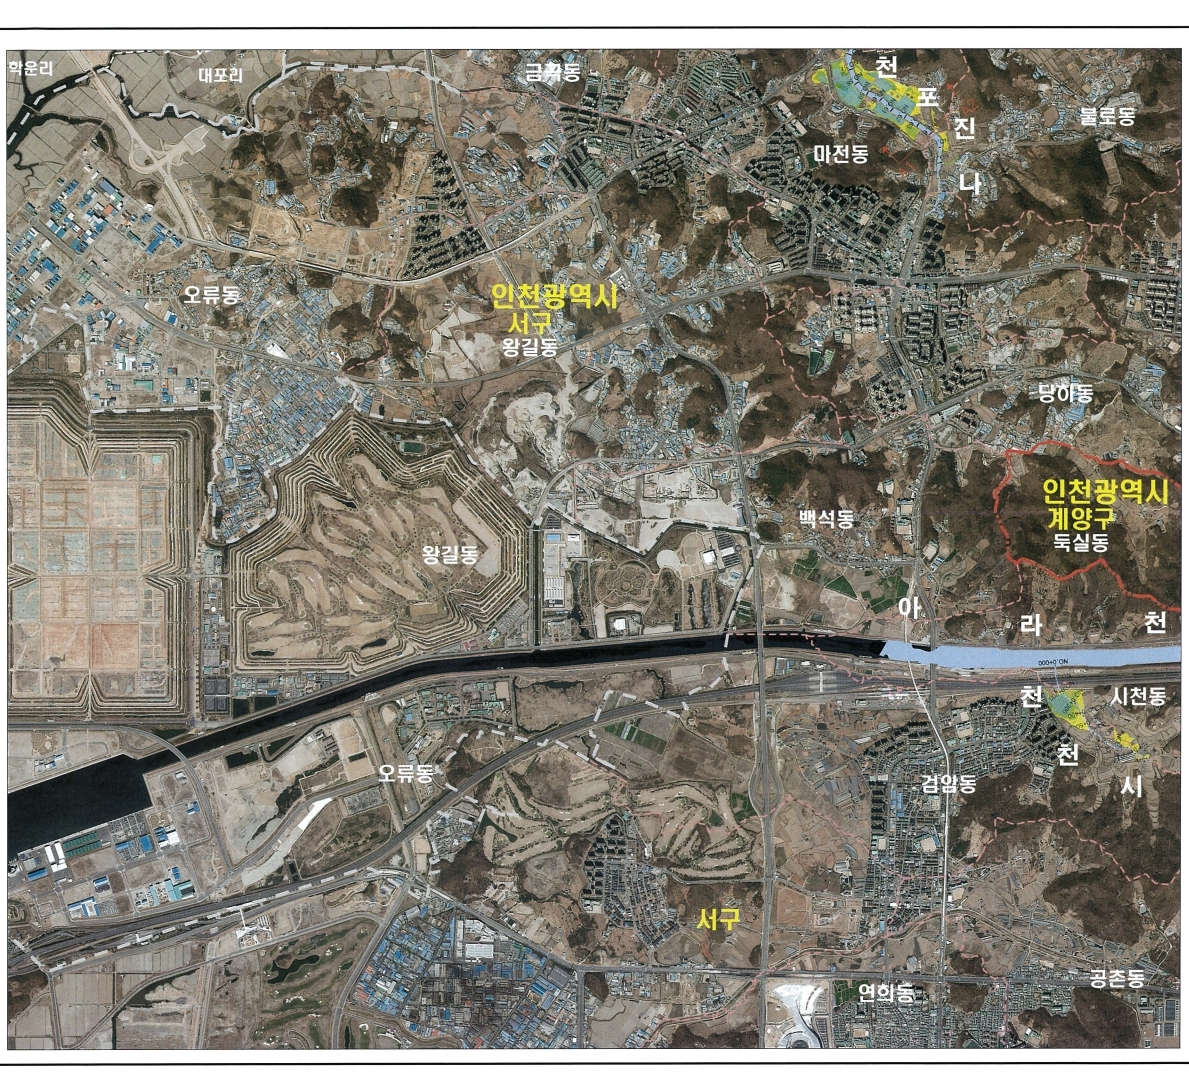 학운리
대포리
금곡동
천
포
진
나
불로동
마전동
오류동
인천광역시
서구
왕길동
당하동
인천광역시
계양구
둑실동
백석동
왕길동
아
라
천
NO.0+000
천
시천동
천
시
오류동
검암동
서구
연희동
공촌동